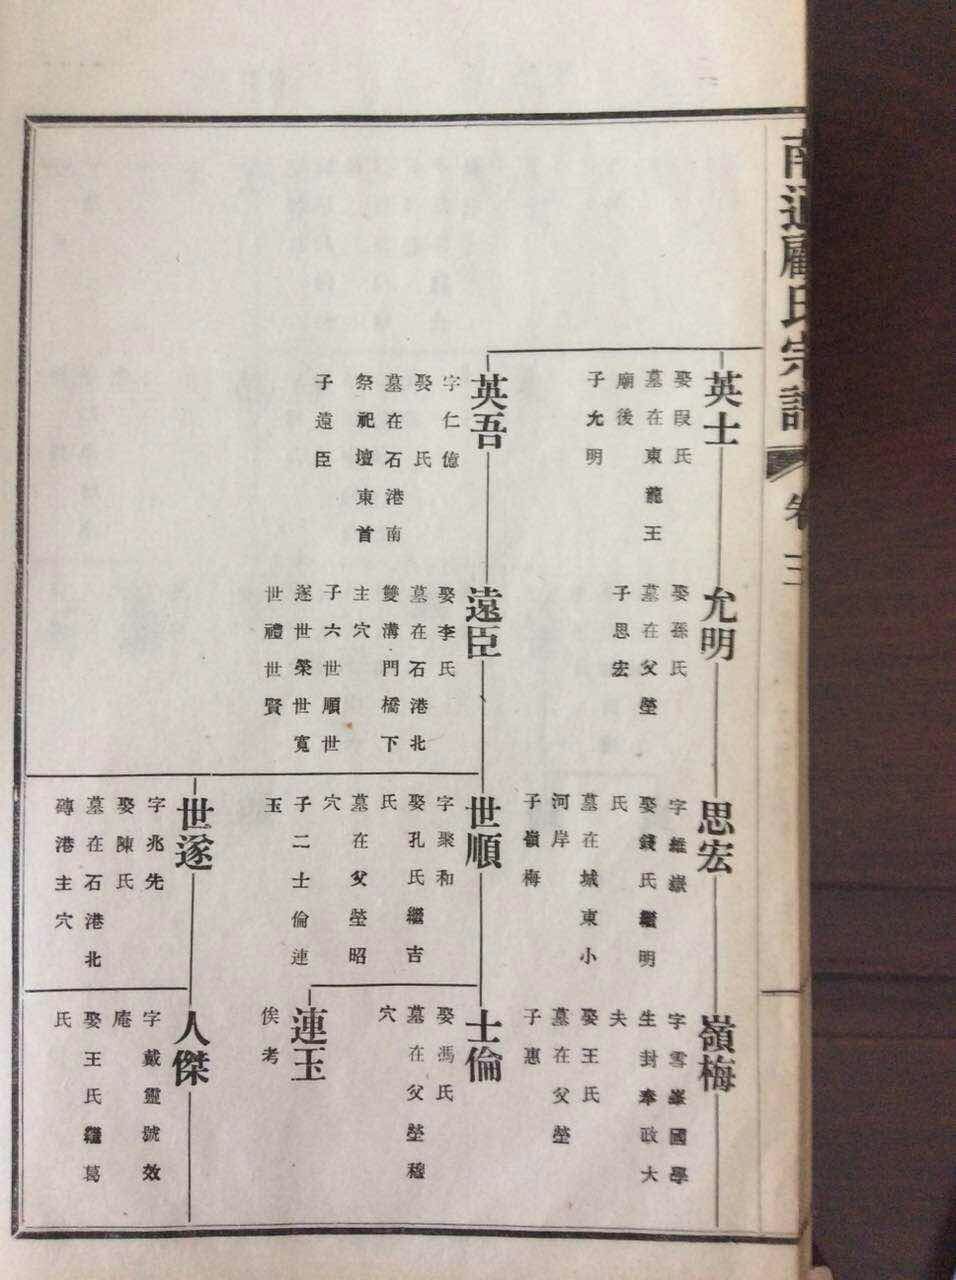 南通顧氏宗譜
卷三
英士
娶段氏
墓在東龍王
廟後
子允明
英吾
字仁億
娶氏
墓在石港南
祭祀壇東首
子遠臣
允明
娶孫氏
墓在父塋
子思宏
遠臣
娶李氏
墓在石港北
雙溝門橋下
主穴
子六世順世
遂世榮世寬
世禮世賢
思宏
字維嶽
娶錢氏繼明
氏
墓在城東小
河岸
子嶺梅
世順
字聚和
娶孔氏繼吉
氏
墓在父塋昭
穴
子二士倫連
玉
世遂
字兆先
娶陳氏
墓在石港北
磚港主穴
嶺梅
字雪峯國學
生封奉政大
夫
娶王氏
墓在父塋
子惠
士倫
娶馮氏
墓在父塋穆
穴
連玉
俟考
人傑
字戴靈號效
庵
娶王氏繼葛
氏